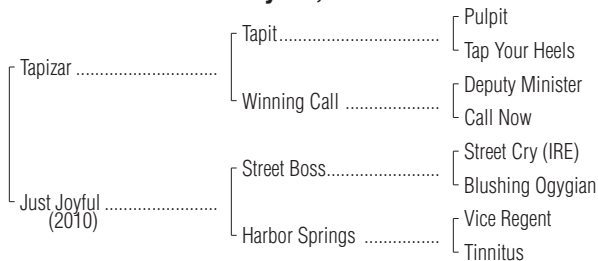 Pulpit
Tapit
Tap Your Heels
Tapizar
Deputy Minister
Winning Call
Call Now
Street Cry (IRE)
Street Boss
Blushing Ogygian
Just Joyful
(2010)
Vice Regent
Harbor Springs
Tinnitus